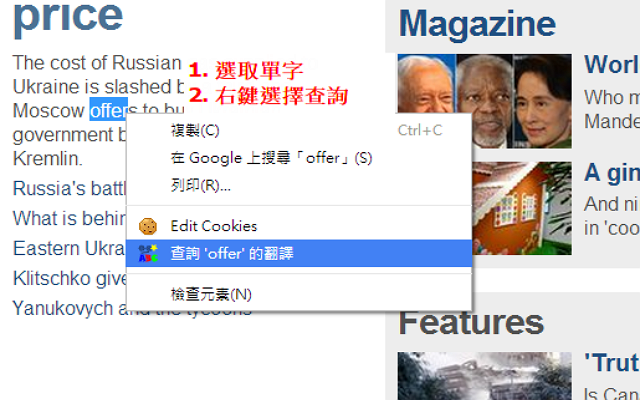 price
The cost of Russian
Ukraine is slashed
Moscow offers to bu
government b
Kremlin.
Russia's battl
What is behin
Eastern Ukra
Klitschko give
Yanukovych and the tycoons
1. 選取單字
2. 右鍵選擇查詢
複製(C) Ctrl+C
在 Google 上搜尋「offer」(S)
列印(R)...
Edit Cookies
查詢 'offer' 的翻譯
檢查元素(N)
Magazine
Worl
Who m
Mande
A gin
And ni
in 'coo
Features
'Trut
Is Can